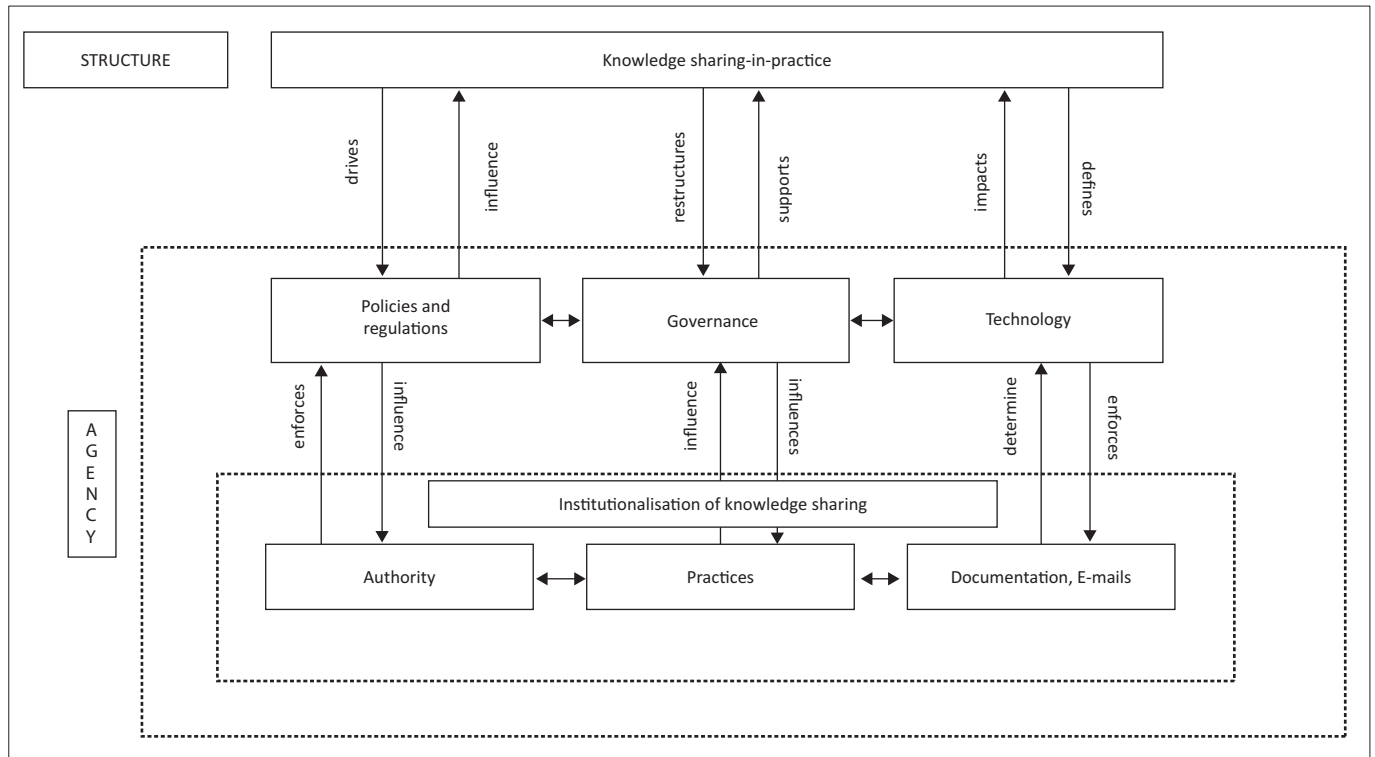 STRUCTURE
Knowledge sharing-in-practice
drives
influence
restructures
supports
impacts
defines
Policies and
regulations
Governance
Technology
enforces
influence
influence
influences
determine
enforces
A
G
E
N
C
Y
Institutionalisation of knowledge sharing
Authority
Practices
Documentation, E-mails